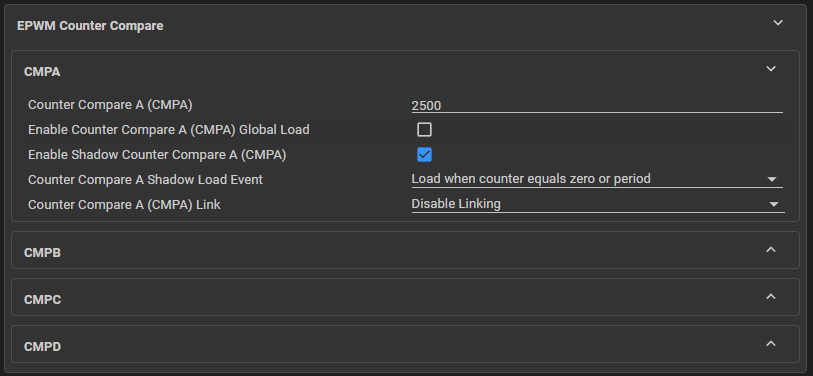 EPWM Counter Compare
CMPA
Counter Compare A (CMPA) 2500
Enable Counter Compare A (CMPA) Global Load
Enable Shadow Counter Compare A (CMPA)
Counter Compare A Shadow Load Event Load when counter equals zero or period
Counter Compare A (CMPA) Link Disable Linking
CMPB
CMPC
CMPD